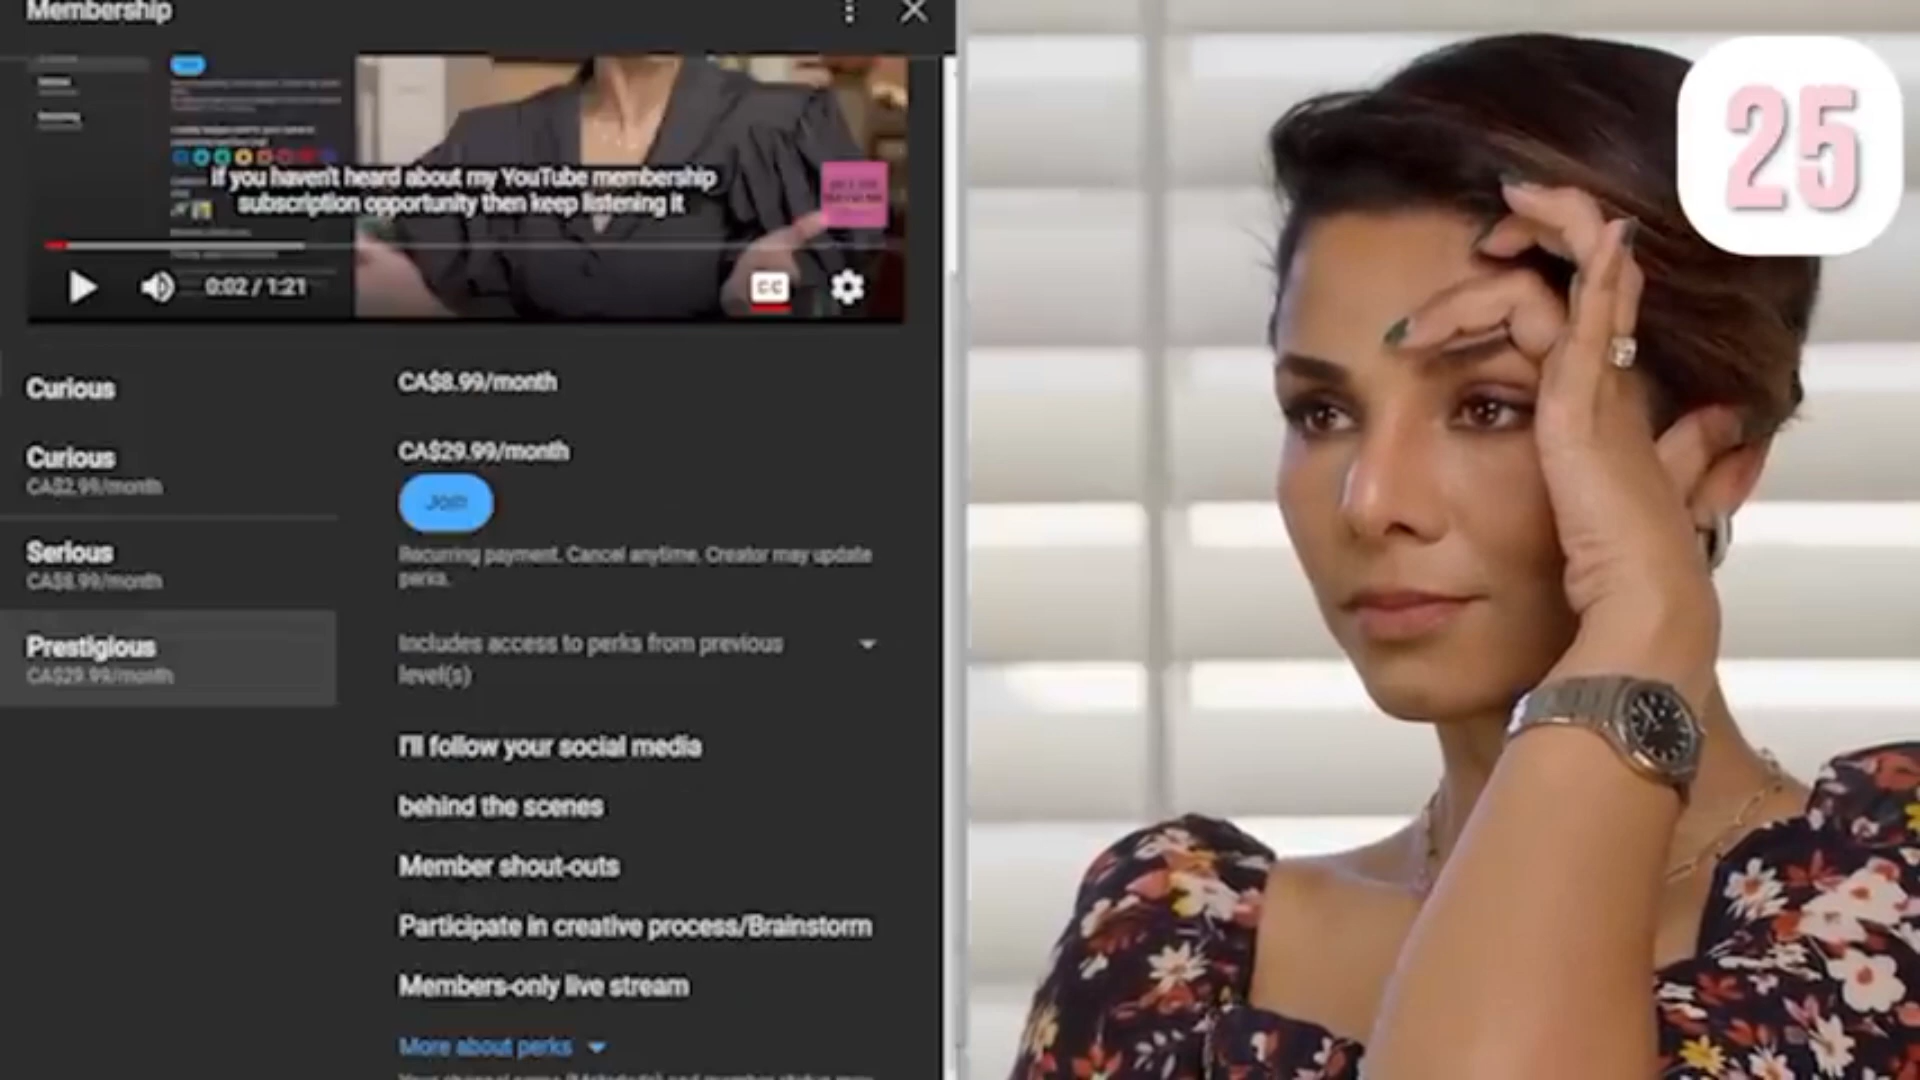 Membership
if you haven't heard about my YouTube membership
subscription opportunity then keep listening it
0:02 / 1:21
CC
25
Curious
CA$8.99/month
Curious
CA$2.99/month
CA$29.99/month
Join
Recurring payment. Cancel anytime. Creator may update
perks.
Serious
CA$8.99/month
Prestigious
CA$29.99/month
Includes access to perks from previous
level(s)
I'll follow your social media
behind the scenes
Member shout-outs
Participate in creative process/Brainstorm
Members-only live stream
More about perks